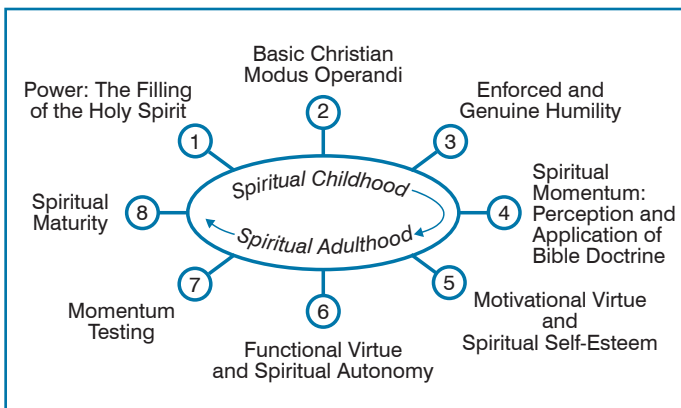 Basic Christian
Modus Operandi
Power: The Filling
of the Holy Spirit
Enforced and
Genuine Humility
2
1
3
Spiritual Childhood
Spiritual
Maturity
8
4
Spiritual
Momentum:
Perception and
Application of
Bible Doctrine
Spiritual Adulthood
7
5
6
Momentum
Testing
Motivational Virtue
and
Spiritual Self-Esteem
Functional Virtue
and Spiritual Autonomy